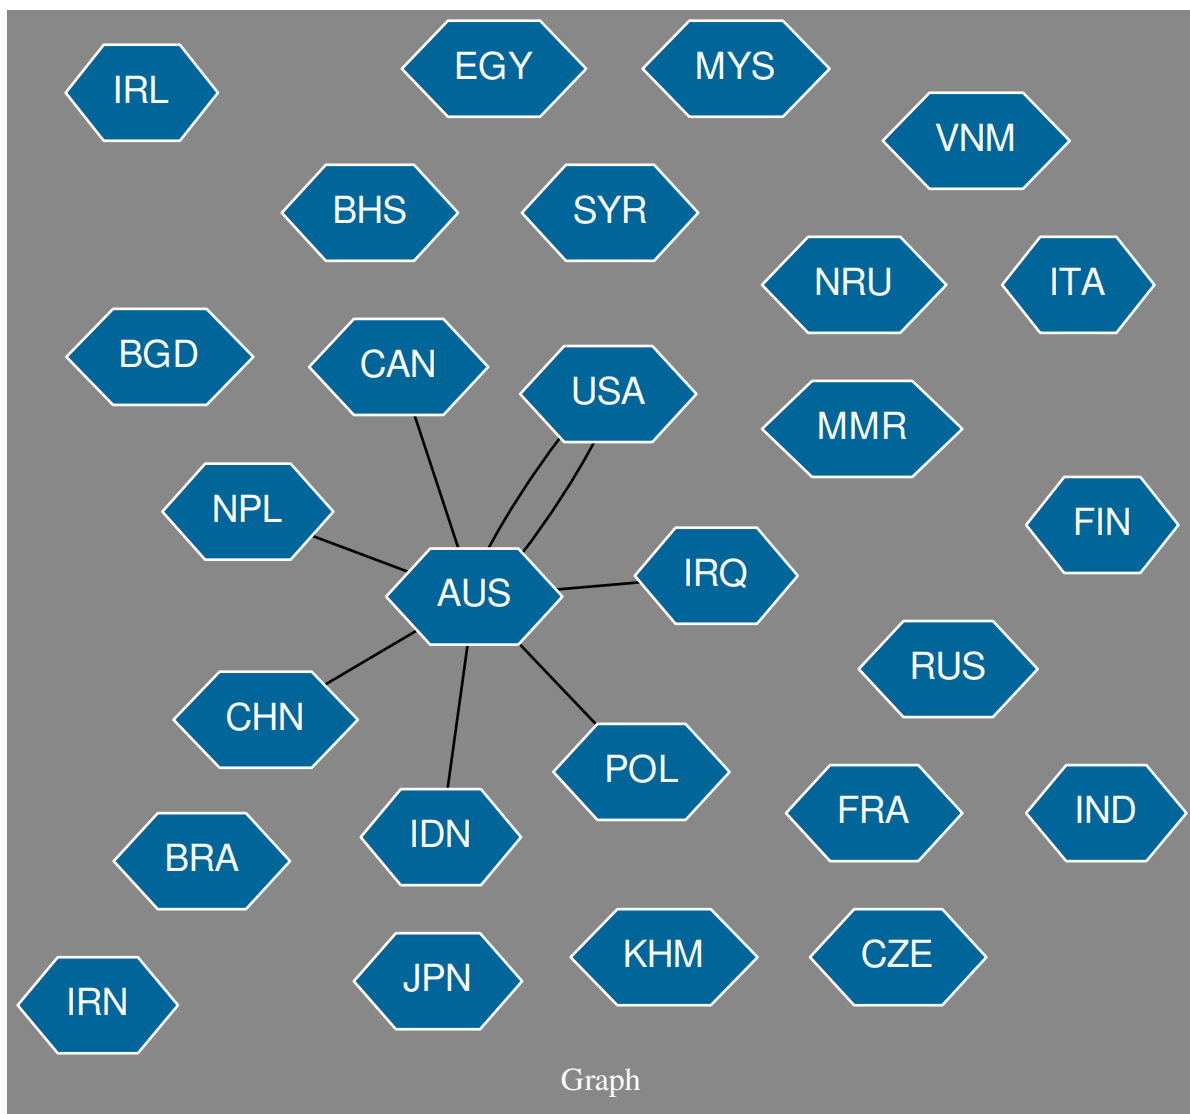 EGY
MYS
IRL
VNM
BHS
SYR
NRU
ITA
BGD
CAN
USA
MMR
NPL
FIN
IRQ
AUS
RUS
CHN
POL
FRA
IND
IDN
BRA
KHM
CZE
JPN
IRN
Graph